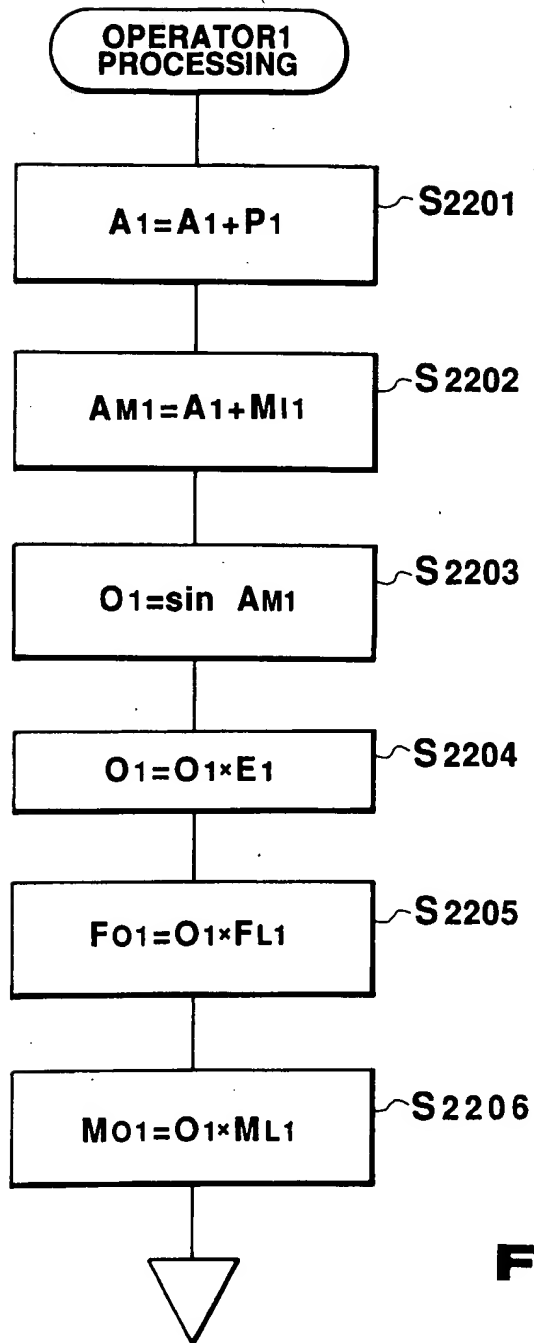 OPERATOR1
PROCESSING
A1=A1+P1
S2201
AM1=A1+MI1
S2202
O1=sin AM1
S2203
O1=O1×E1
S2204
FO1=O1×FL1
S2205
MO1=O1×ML1
S2206
F